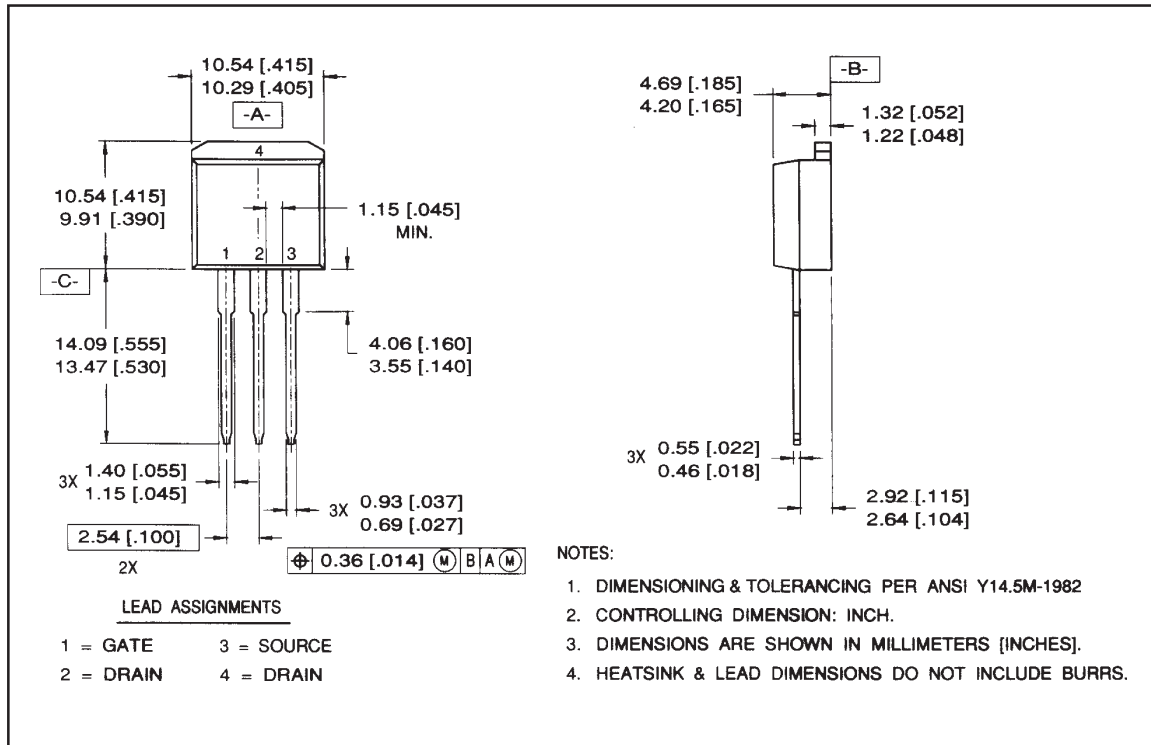 10.54 [.415]
10.29 [.405]
-A-
4
10.54 [.415]
9.91 [.390]
1.15 [.045]
MIN.
1 2 3
-C-
14.09 [.555]
13.47 [.530]
4.06 [.160]
3.55 [.140]
3X 1.40 [.055]
1.15 [.045]
3X 0.93 [.037]
0.69 [.027]
2.54 [.100]
2X
⌖ 0.36 [.014] Ⓜ B A Ⓜ
LEAD ASSIGNMENTS
1 = GATE 3 = SOURCE
2 = DRAIN 4 = DRAIN
-B-
4.69 [.185]
4.20 [.165]
1.32 [.052]
1.22 [.048]
3X 0.55 [.022]
0.46 [.018]
2.92 [.115]
2.64 [.104]
NOTES:
1. DIMENSIONING & TOLERANCING PER ANSI Y14.5M-1982
2. CONTROLLING DIMENSION: INCH.
3. DIMENSIONS ARE SHOWN IN MILLIMETERS [INCHES].
4. HEATSINK & LEAD DIMENSIONS DO NOT INCLUDE BURRS.